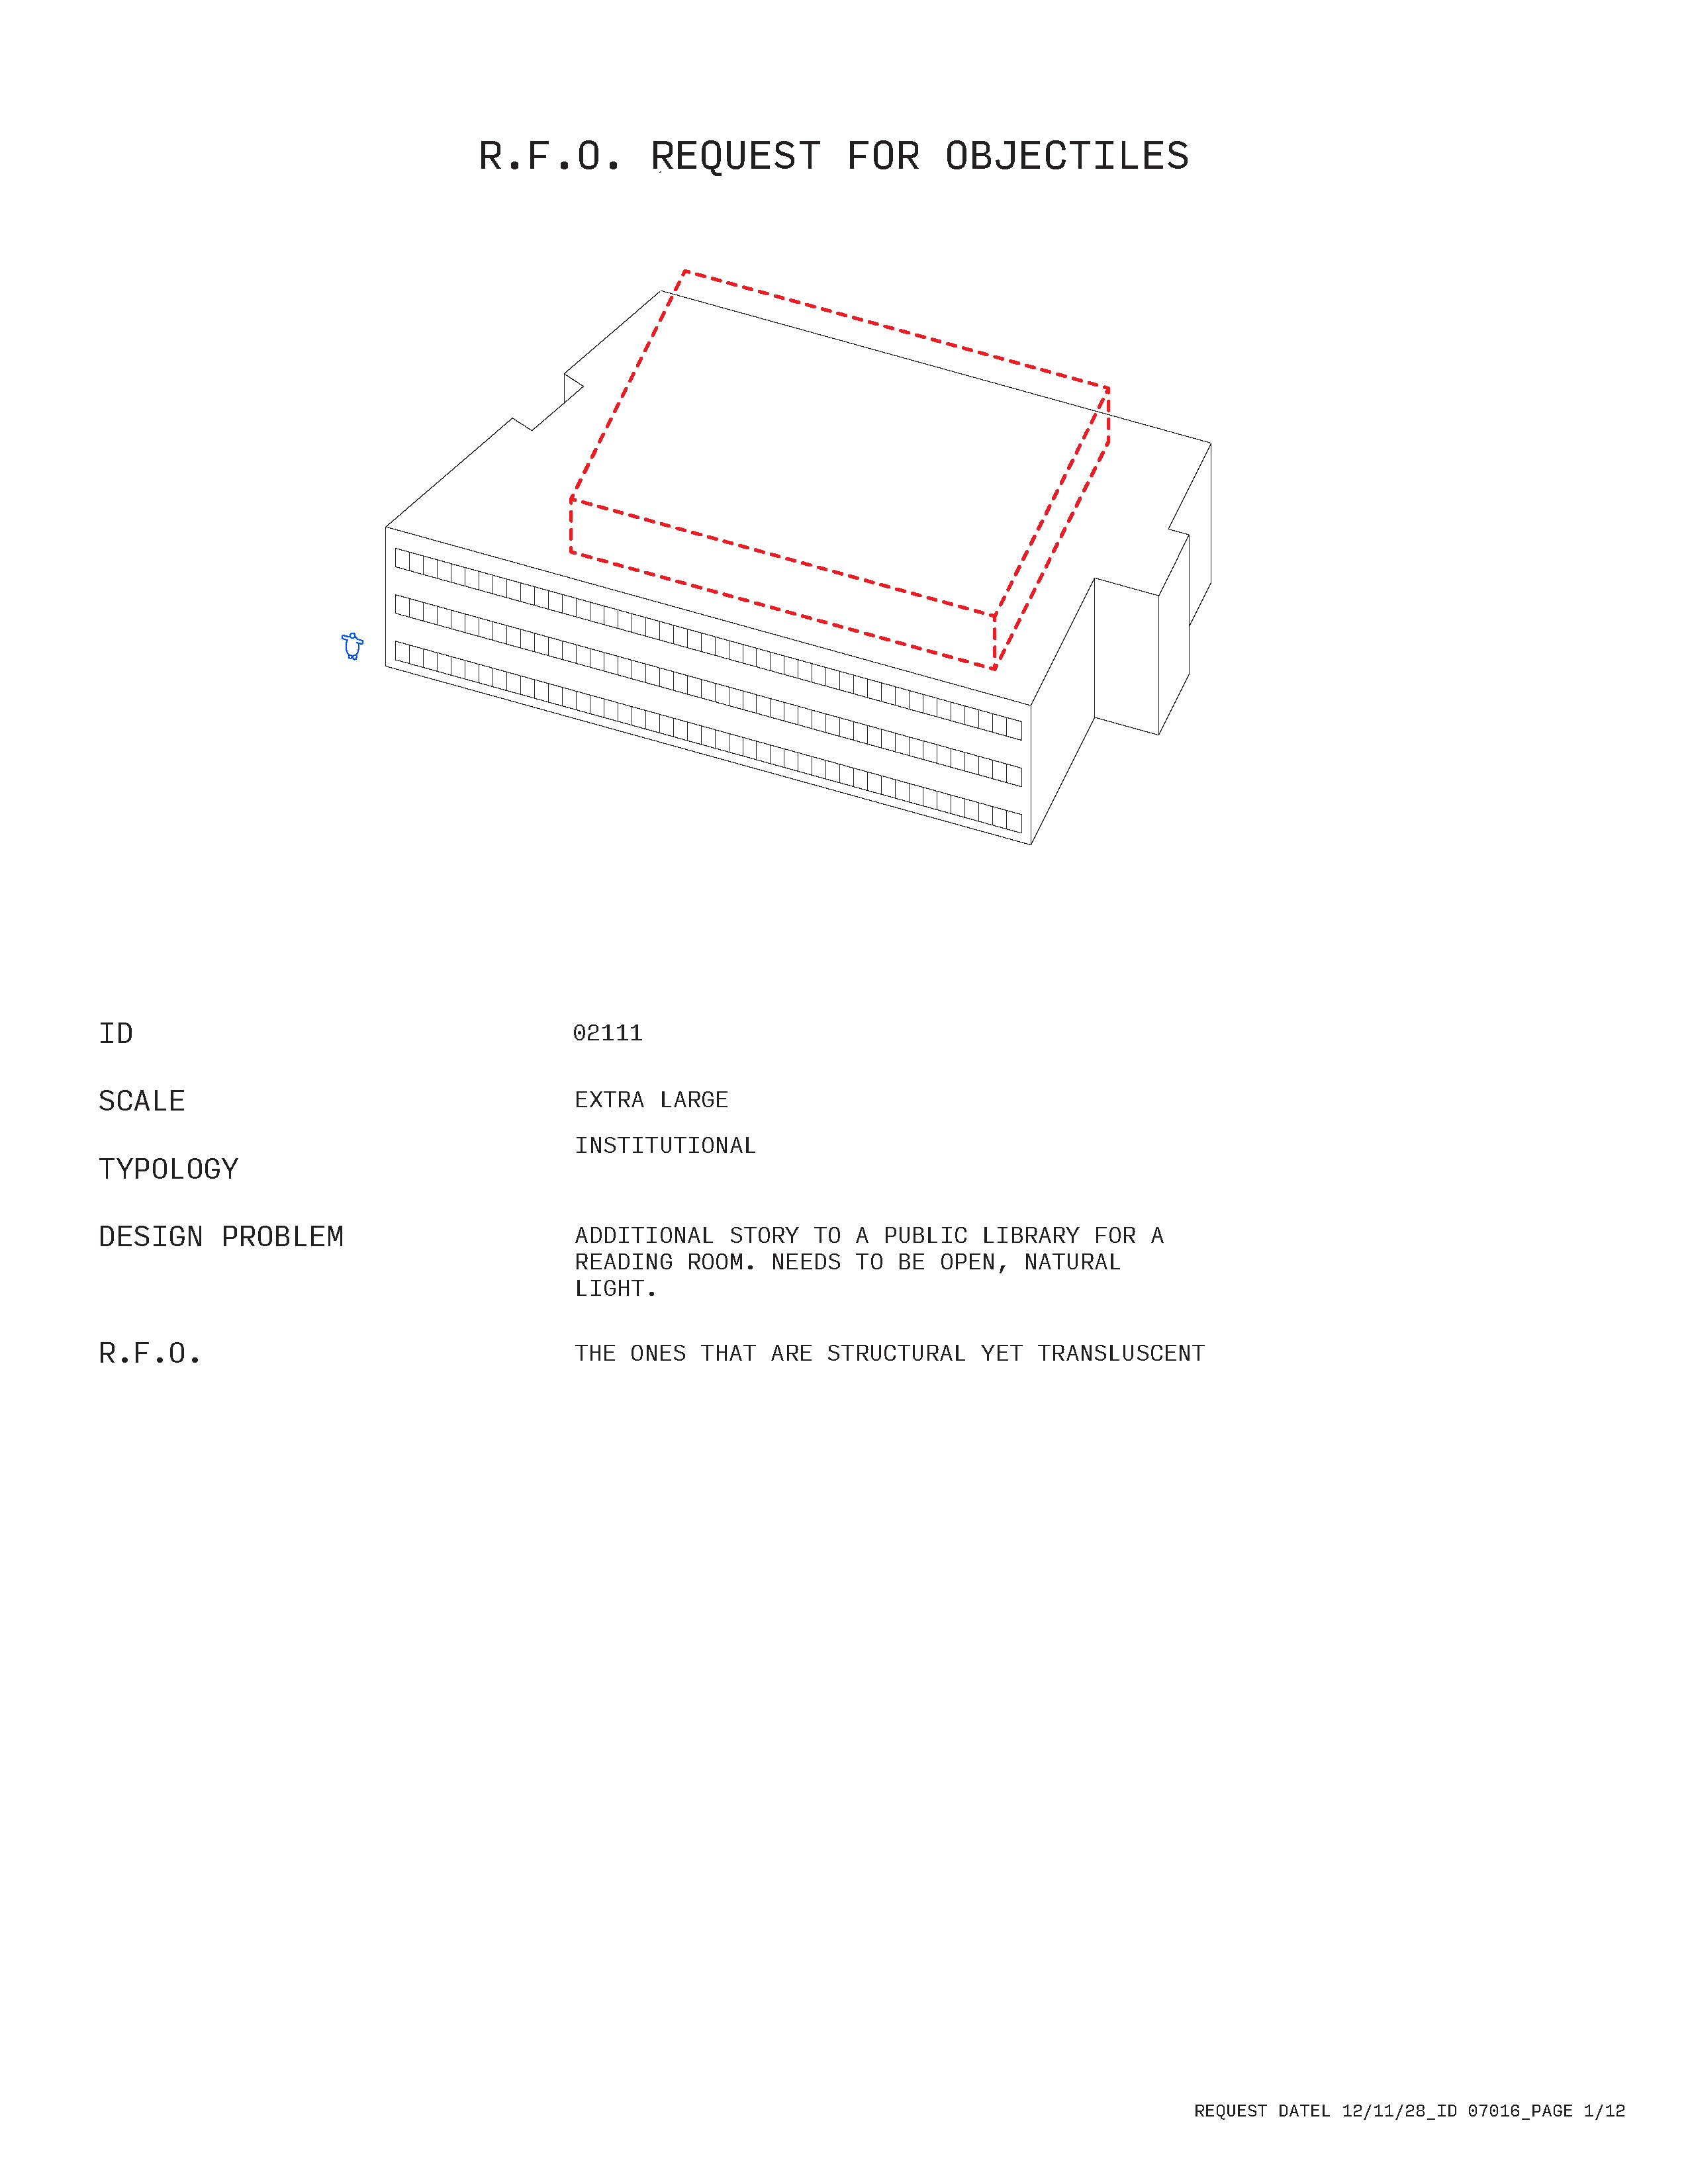 R.F.O. REQUEST FOR OBJECTILES
ID 02111
SCALE EXTRA LARGE
TYPOLOGY INSTITUTIONAL
DESIGN PROBLEM ADDITIONAL STORY TO A PUBLIC LIBRARY FOR A
READING ROOM. NEEDS TO BE OPEN, NATURAL
LIGHT.
R.F.O. THE ONES THAT ARE STRUCTURAL YET TRANSLUSCENT
REQUEST DATEL 12/11/28_ID 07016_PAGE 1/12